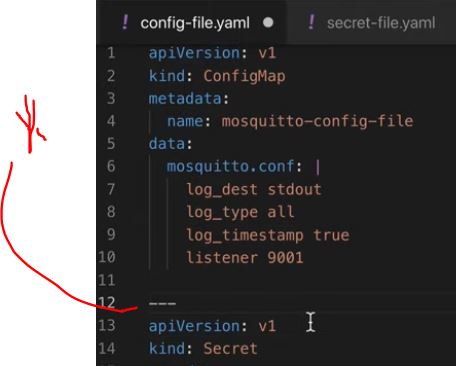 ! config-file.yaml ● ! secret-file.yaml
1 apiVersion: v1
2 kind: ConfigMap
3 metadata:
4 name: mosquitto-config-file
5 data:
6 mosquitto.conf: |
7 log_dest stdout
8 log_type all
9 log_timestamp true
10 listener 9001
11
12 ---
13 apiVersion: v1
14 kind: Secret